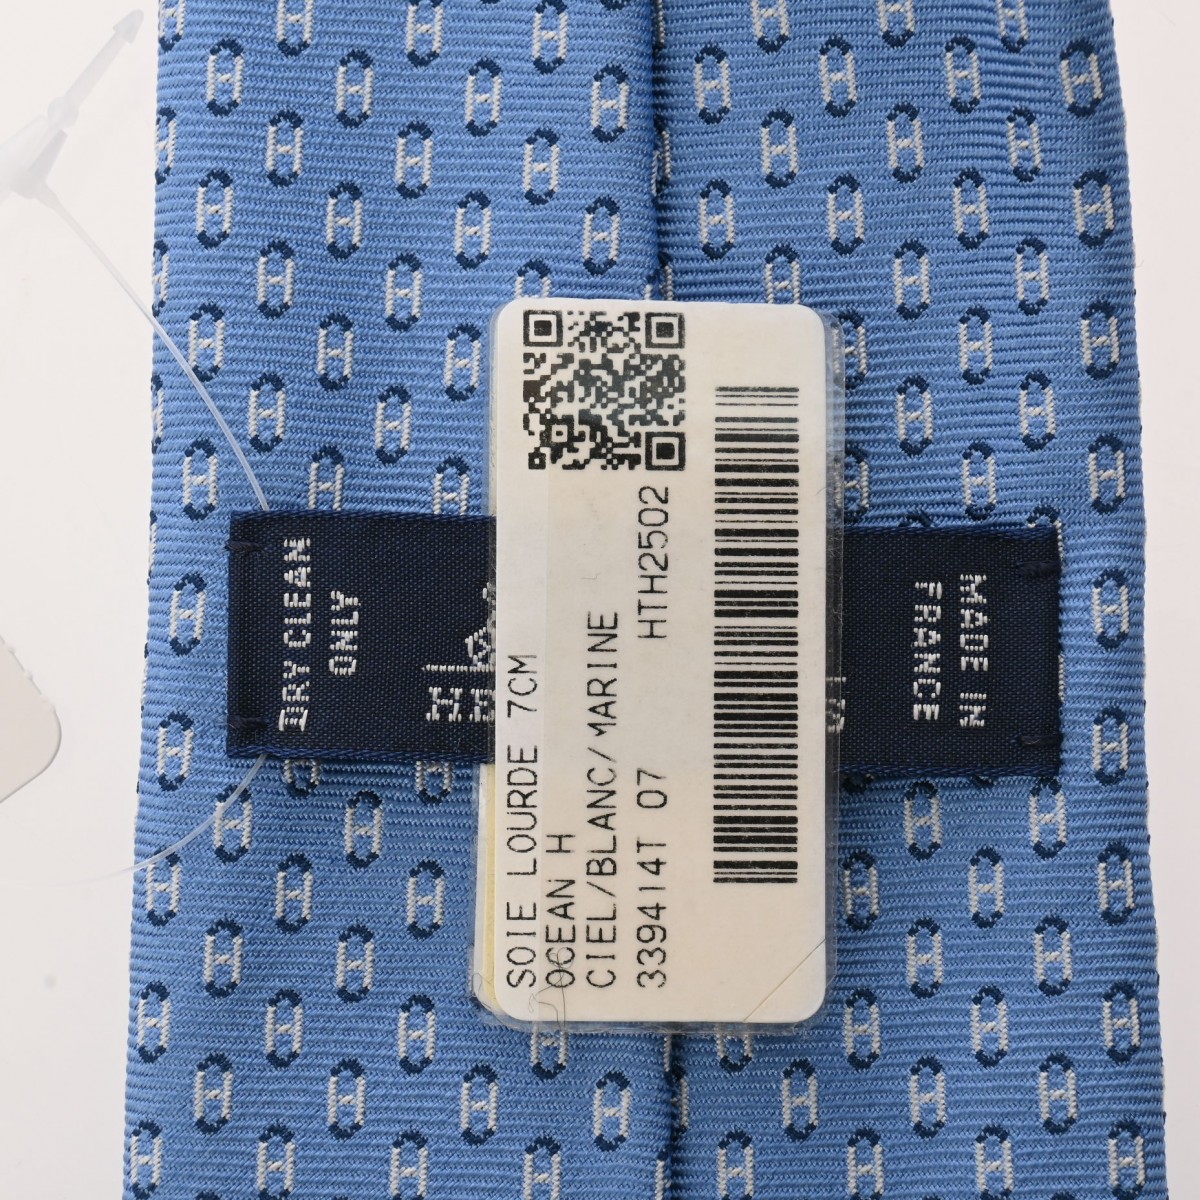 DRY CLEAN
ONLY
SOIE LOURDE 7CM
OCEAN H
CIEL/BLANC/MARINE
339414T 07 HTH2502
MADE IN
FRANCE